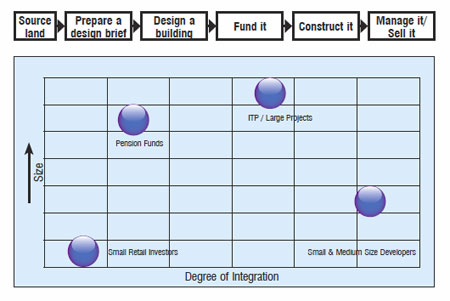 Source
land
Prepare a
design brief
Design a
building
Fund it
Construct it
Manage it/
Sell it
ITP / Large Projects
Pension Funds
Size
Small Retail Investors
Small & Medium Size Developers
Degree of Integration